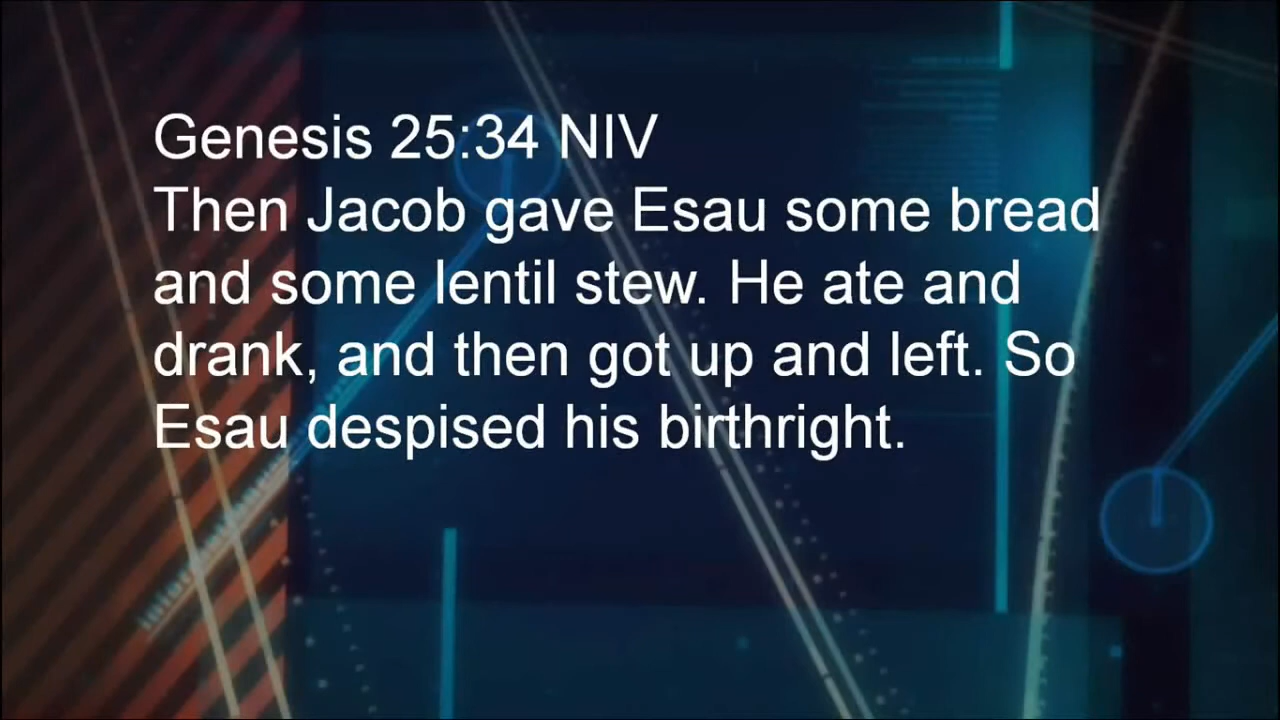 Genesis 25:34 NIV
Then Jacob gave Esau some bread
and some lentil stew. He ate and
drank, and then got up and left. So
Esau despised his birthright.